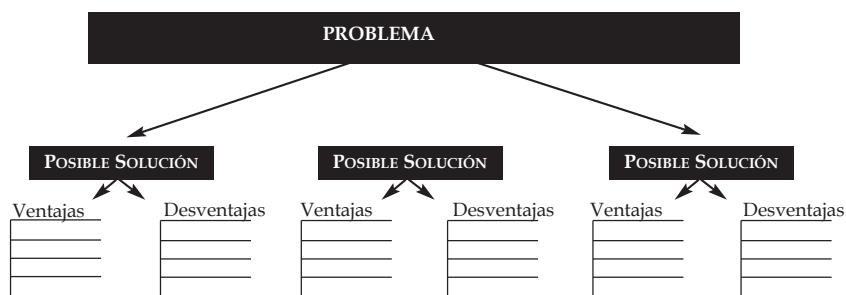 PROBLEMA
POSIBLE SOLUCIÓN POSIBLE SOLUCIÓN POSIBLE SOLUCIÓN
Ventajas Desventajas Ventajas Desventajas Ventajas Desventajas